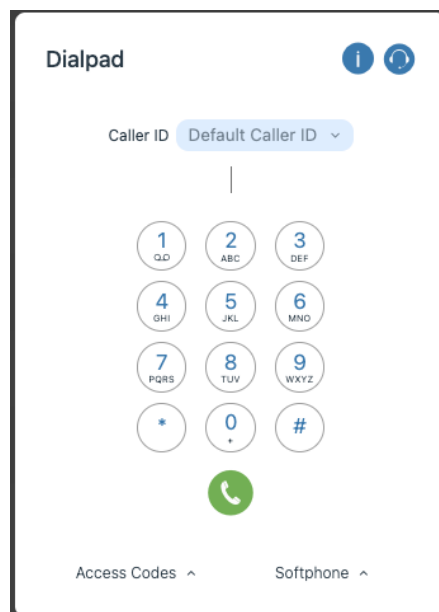 Dialpad i
Caller ID Default Caller ID
1 2 3
ABC DEF
4 5 6
GHI JKL MNO
7 8 9
PQRS TUV WXYZ
* 0 #
+
Access Codes Softphone